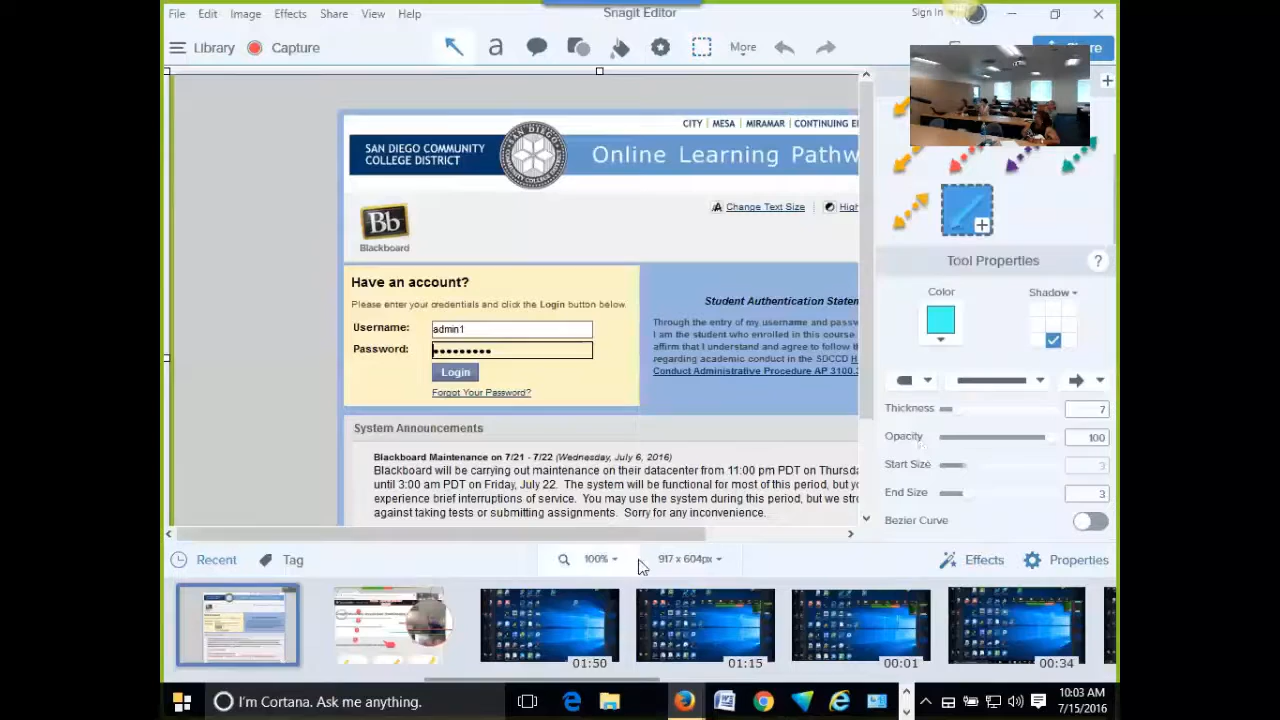 File Edit Image Effects Share View Help
Snagit Editor
Sign In
Library Capture
a
More
CITY | MESA | MIRAMAR | CONTINUING
SAN DIEGO COMMUNITY
COLLEGE DISTRICT
Online Learning Pathw
Change Text Size
High
Bb
Blackboard
Have an account?
Please enter your credentials and click the Login button below.
Username: admin1
Password:
Login
Forgot Your Password?
Student Authentication Statem
Through the entry of my username and passw
I am the student who enrolled in this course
affirm that I understand and agree to follow
regarding academic conduct in the SDCCD
Conduct Administrative Procedure AP 3100.
System Announcements
Blackboard Maintenance on 7/21 - 7/22 (Wednesday, July 6, 2016)
Blackboard will be carrying out maintenance on their datacenter from 11:00 pm PDT on Thursda
until 3:00 am PDT on Friday, July 22. The system will be functional for most of this period, but
experience brief interruptions of service. You may use the system during this period, but we
against taking tests or submitting assignments. Sorry for any inconvenience.
Tool Properties
?
Color
Shadow
Thickness 7
Opacity 100
Start Size 3
End Size 3
Bezier Curve
Recent Tag
100%
917 x 604px
Effects Properties
01:50
01:15
00:01
00:34
I'm Cortana. Ask me anything.
10:03 AM
7/15/2016